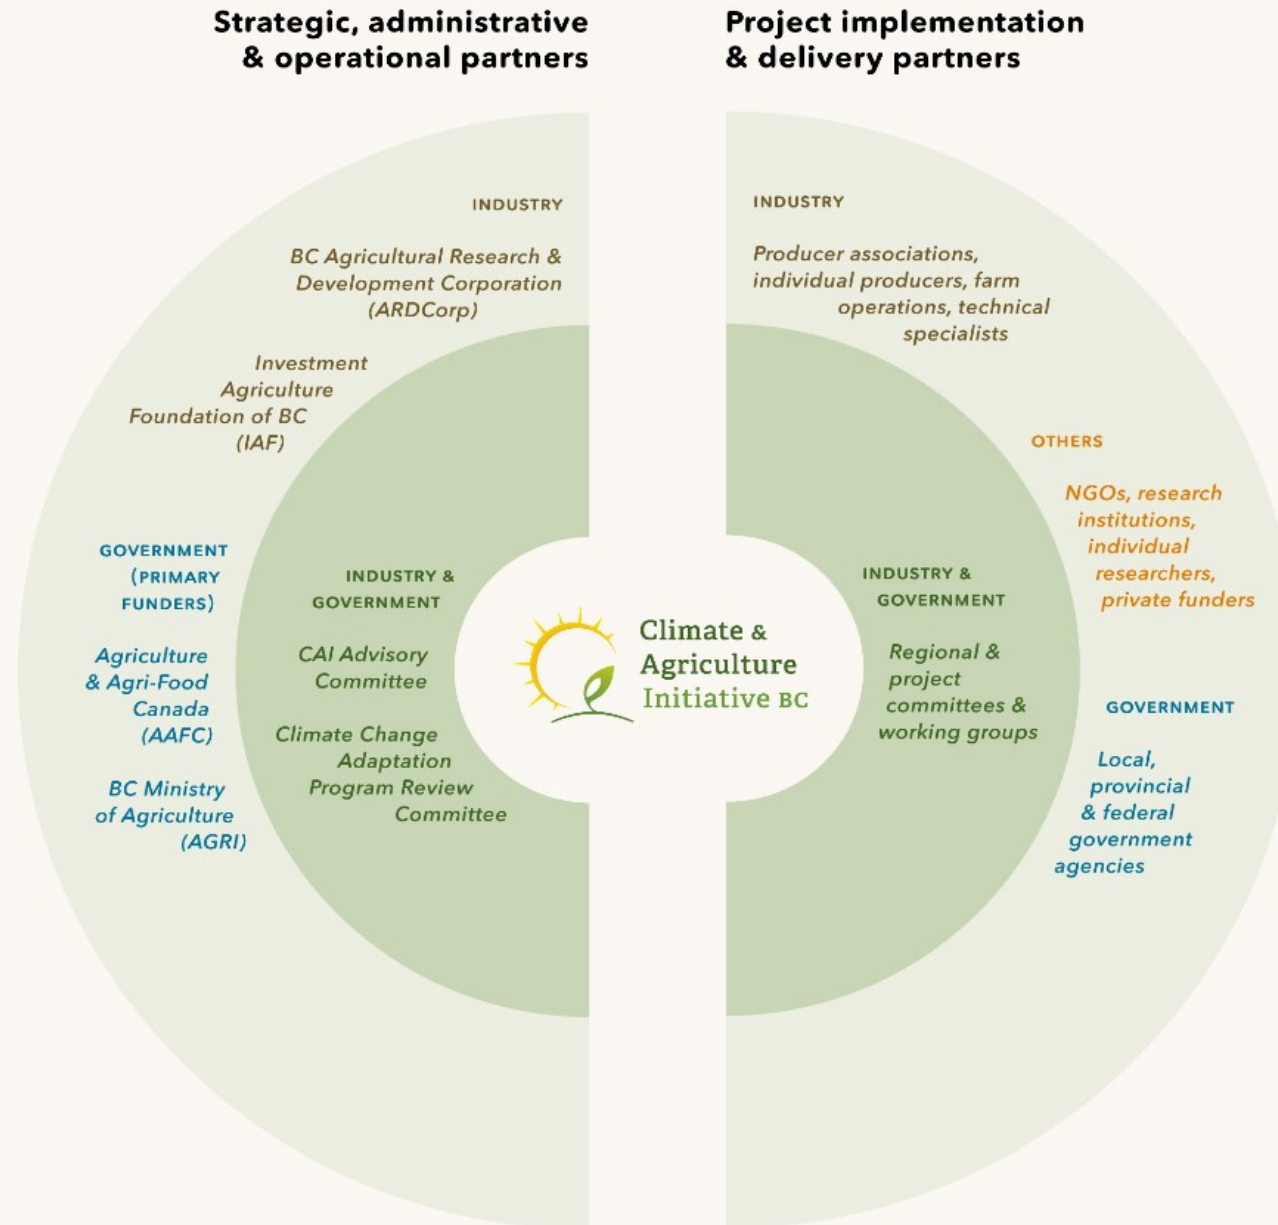 Strategic, administrative
& operational partners
Project implementation
& delivery partners
INDUSTRY
BC Agricultural Research &
Development Corporation
(ARDCorp)
Investment
Agriculture
Foundation of BC
(IAF)
GOVERNMENT
(PRIMARY
FUNDERS)
Agriculture
& Agri-Food
Canada
(AAFC)
BC Ministry
of Agriculture
(AGRI)
INDUSTRY &
GOVERNMENT
CAI Advisory
Committee
Climate Change
Adaptation
Program Review
Committee
Climate &
Agriculture
Initiative BC
INDUSTRY &
GOVERNMENT
Regional &
project
committees &
working groups
INDUSTRY
Producer associations,
individual producers, farm
operations, technical
specialists
OTHERS
NGOs, research
institutions,
individual
researchers,
private funders
GOVERNMENT
Local,
provincial
& federal
government
agencies